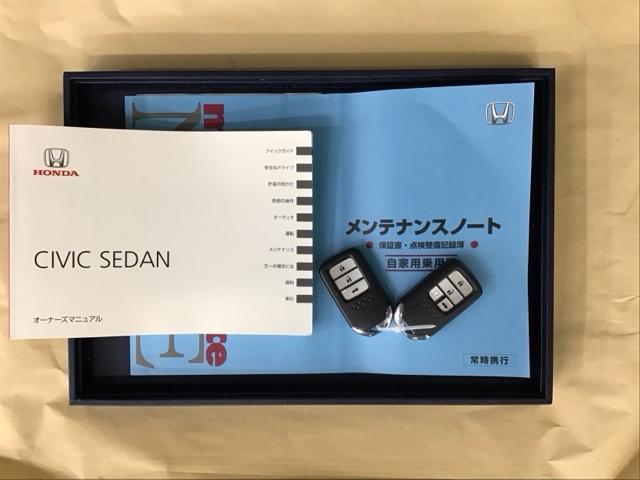 HONDA
CIVIC SEDAN
オーナーズマニュアル
クイックガイド
安全なドライブ
計器の見かた
各部の操作
オーディオ
運転
メンテナンス
万一の場合には
資料
索引
メンテナンスノート
保証書・点検整備記録簿
自家用乗用
常時携行